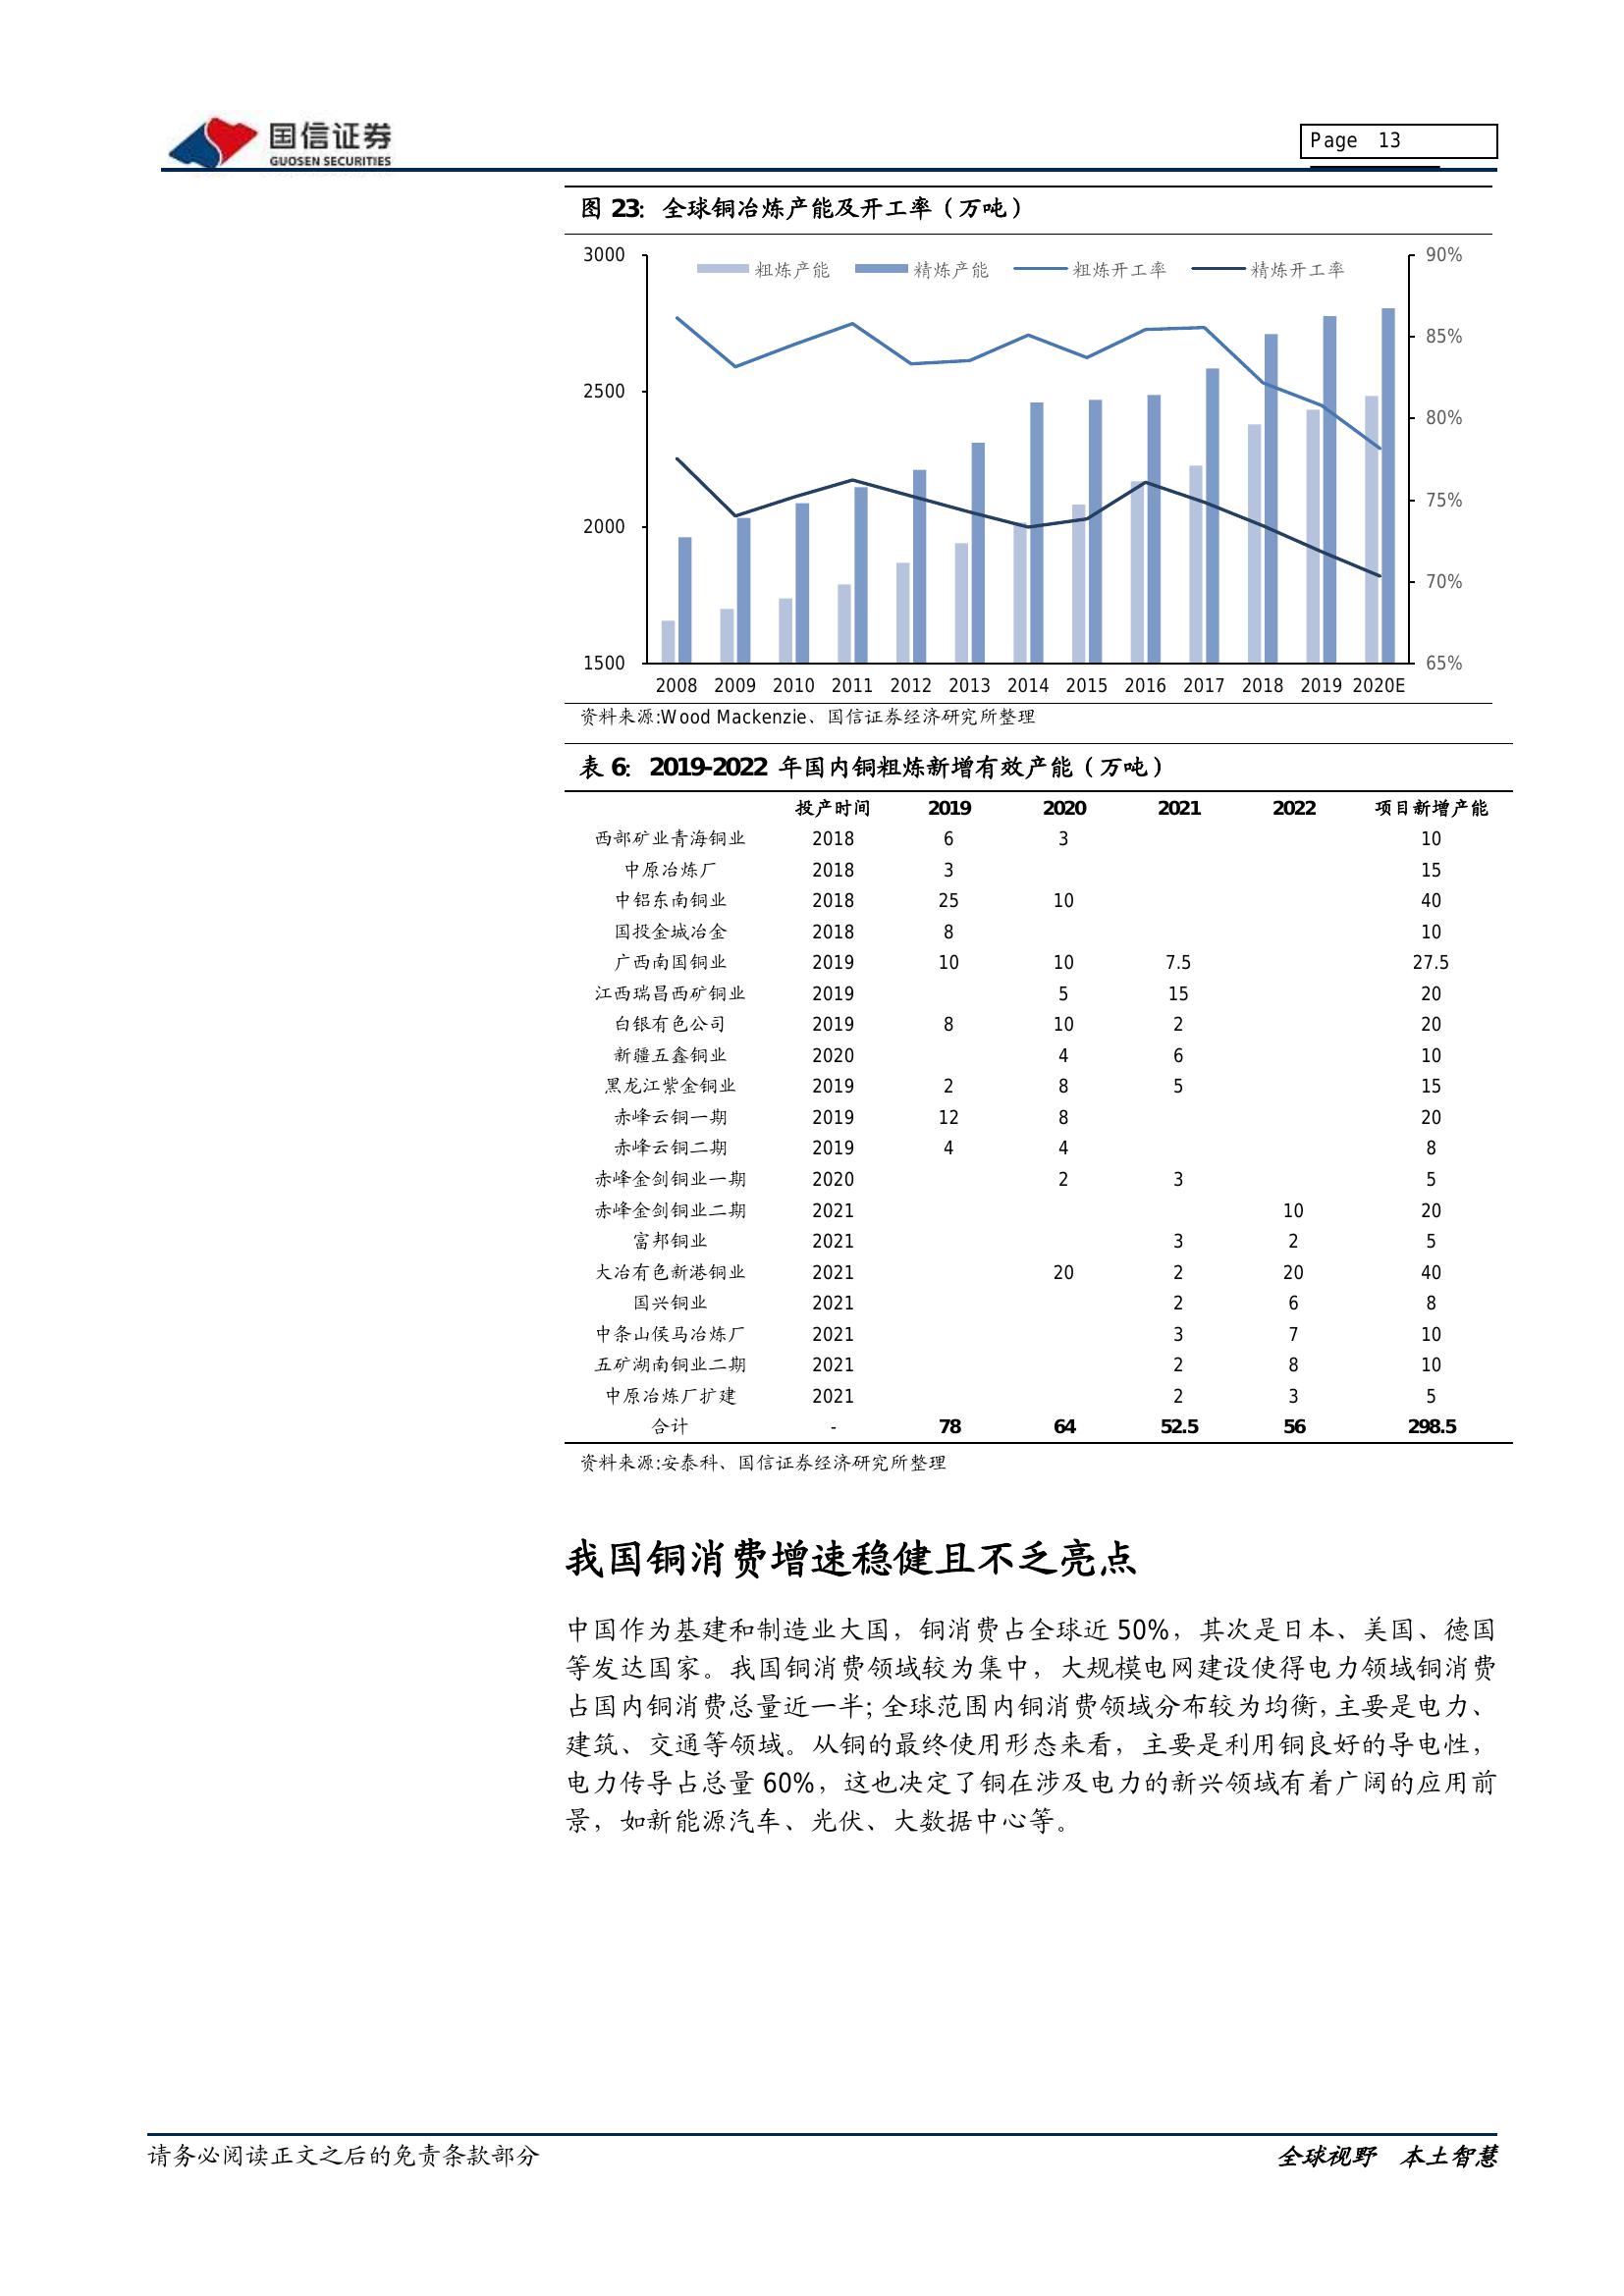 国信证券
GUOSEN SECURITIES
Page 13
图 23：全球铜冶炼产能及开工率（万吨）
粗炼产能 精炼产能 粗炼开工率 精炼开工率
3000 90%
85%
2500
80%
75%
2000
70%
1500 65%
2008 2009 2010 2011 2012 2013 2014 2015 2016 2017 2018 2019 2020E
资料来源:Wood Mackenzie、国信证券经济研究所整理
表 6： 2019-2022 年国内铜粗炼新增有效产能（万吨）
投产时间 2019 2020 2021 2022 项目新增产能
西部矿业青海铜业 2018 6 3 10
中原冶炼厂 2018 3 15
中铝东南铜业 2018 25 10 40
国投金城冶金 2018 8 10
广西南国铜业 2019 10 10 7.5 27.5
江西瑞昌西矿铜业 2019 5 15 20
白银有色公司 2019 8 10 2 20
新疆五鑫铜业 2020 4 6 10
黑龙江紫金铜业 2019 2 8 5 15
赤峰云铜一期 2019 12 8 20
赤峰云铜二期 2019 4 4 8
赤峰金剑铜业一期 2020 2 3 5
赤峰金剑铜业二期 2021 10 20
富邦铜业 2021 3 2 5
大冶有色新港铜业 2021 20 2 20 40
国兴铜业 2021 2 6 8
中条山侯马冶炼厂 2021 3 7 10
五矿湖南铜业二期 2021 2 8 10
中原冶炼厂扩建 2021 2 3 5
合计 - 78 64 52.5 56 298.5
资料来源:安泰科、国信证券经济研究所整理
我国铜消费增速稳健且不乏亮点
中国作为基建和制造业大国，铜消费占全球近 50%，其次是日本、美国、德国
等发达国家。我国铜消费领域较为集中，大规模电网建设使得电力领域铜消费
占国内铜消费总量近一半；全球范围内铜消费领域分布较为均衡，主要是电力、
建筑、交通等领域。从铜的最终使用形态来看，主要是利用铜良好的导电性，
电力传导占总量 60%，这也决定了铜在涉及电力的新兴领域有着广阔的应用前
景，如新能源汽车、光伏、大数据中心等。
请务必阅读正文之后的免责条款部分 全球视野 本土智慧